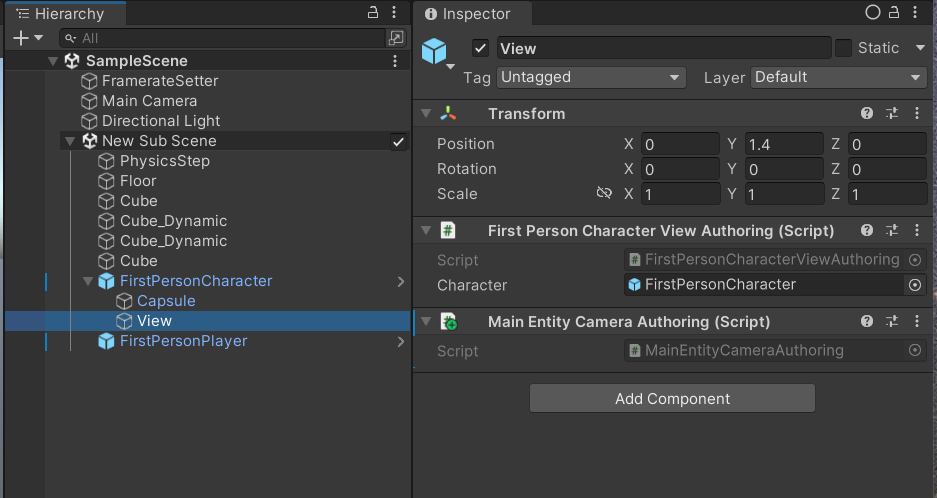 Hierarchy
All
SampleScene
FramerateSetter
Main Camera
Directional Light
New Sub Scene
PhysicsStep
Floor
Cube
Cube_Dynamic
Cube_Dynamic
Cube
FirstPersonCharacter
Capsule
View
FirstPersonPlayer
Inspector
View Static
Tag Untagged Layer Default
Transform
Position X 0 Y 1.4 Z 0
Rotation X 0 Y 0 Z 0
Scale X 1 Y 1 Z 1
# First Person Character View Authoring (Script)
Script # FirstPersonCharacterViewAuthoring
Character FirstPersonCharacter
# Main Entity Camera Authoring (Script)
Script # MainEntityCameraAuthoring
Add Component